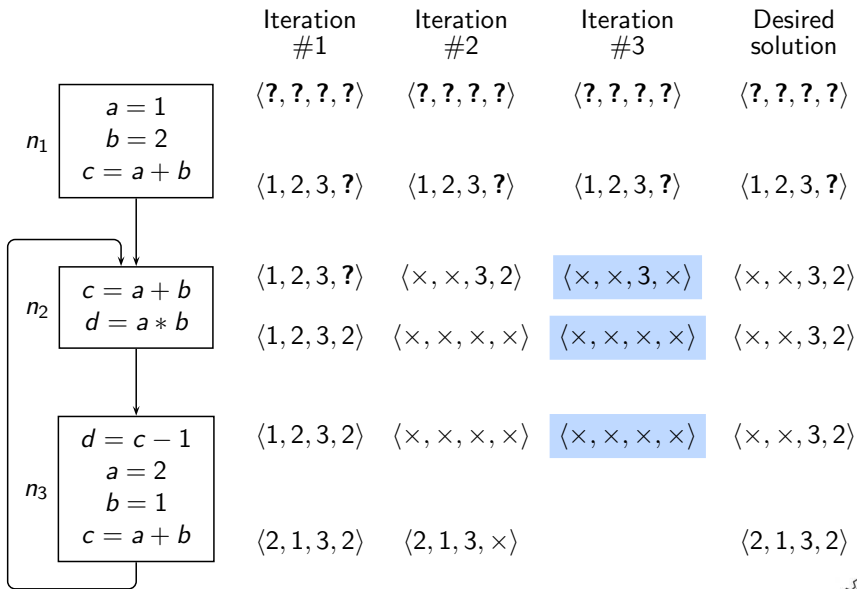 Iteration #1 Iteration #2 Iteration #3 Desired solution
⟨?, ?, ?, ?⟩ ⟨?, ?, ?, ?⟩ ⟨?, ?, ?, ?⟩ ⟨?, ?, ?, ?⟩
n₁
a = 1
b = 2
c = a + b
⟨1, 2, 3, ?⟩ ⟨1, 2, 3, ?⟩ ⟨1, 2, 3, ?⟩ ⟨1, 2, 3, ?⟩
⟨1, 2, 3, ?⟩ ⟨×, ×, 3, 2⟩ ⟨×, ×, 3, ×⟩ ⟨×, ×, 3, 2⟩
n₂
c = a + b
d = a ∗ b
⟨1, 2, 3, 2⟩ ⟨×, ×, ×, ×⟩ ⟨×, ×, ×, ×⟩ ⟨×, ×, 3, 2⟩
⟨1, 2, 3, 2⟩ ⟨×, ×, ×, ×⟩ ⟨×, ×, ×, ×⟩ ⟨×, ×, 3, 2⟩
n₃
d = c − 1
a = 2
b = 1
c = a + b
⟨2, 1, 3, 2⟩ ⟨2, 1, 3, ×⟩ ⟨2, 1, 3, 2⟩